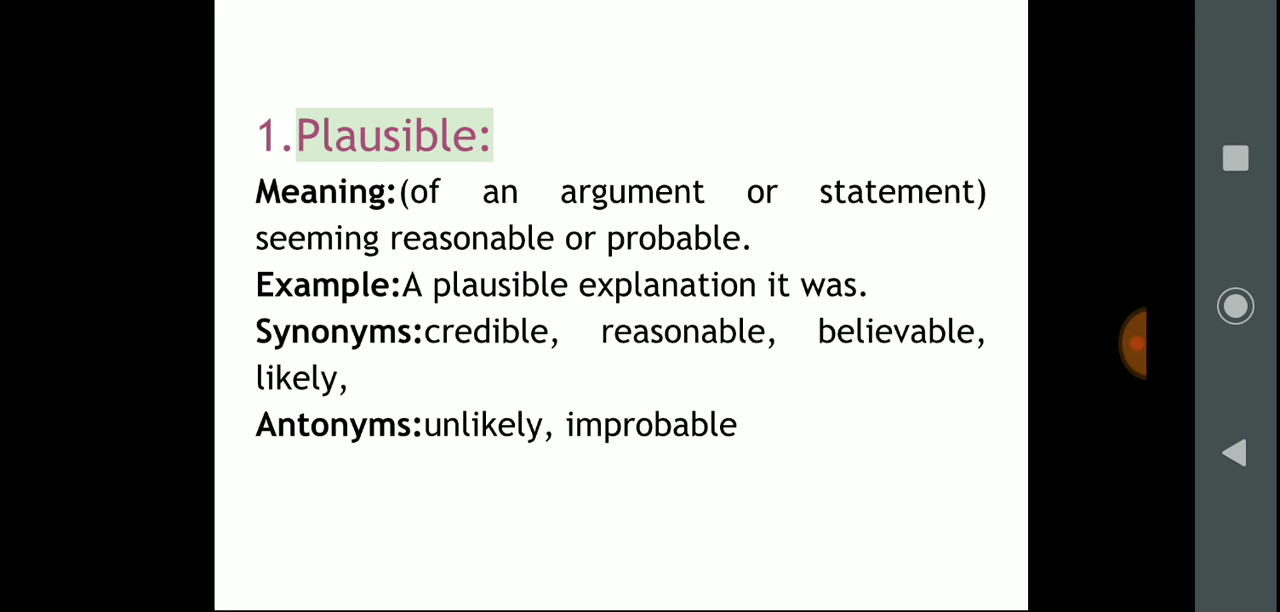 1.Plausible:
Meaning:(of an argument or statement)
seeming reasonable or probable.
Example:A plausible explanation it was.
Synonyms:credible, reasonable, believable,
likely,
Antonyms:unlikely, improbable